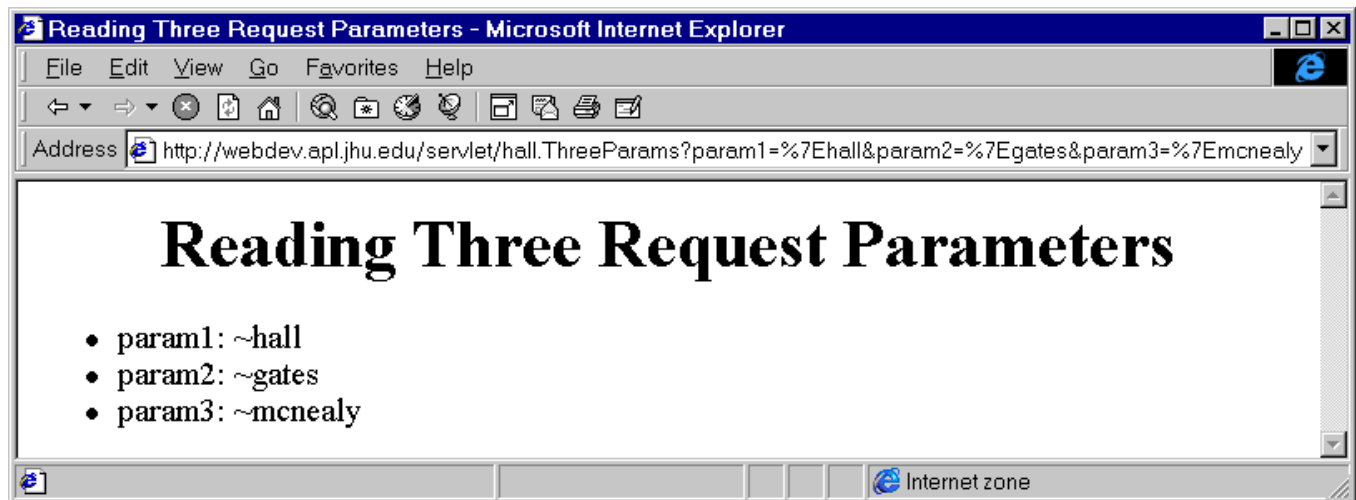 Reading Three Request Parameters - Microsoft Internet Explorer
File Edit View Go Favorites Help
Address http://webdev.apl.jhu.edu/servlet/hall.ThreeParams?param1=%7Ehall&param2=%7Egates&param3=%7Emcnealy
Reading Three Request Parameters
• param1: ~hall
• param2: ~gates
• param3: ~mcnealy
Internet zone